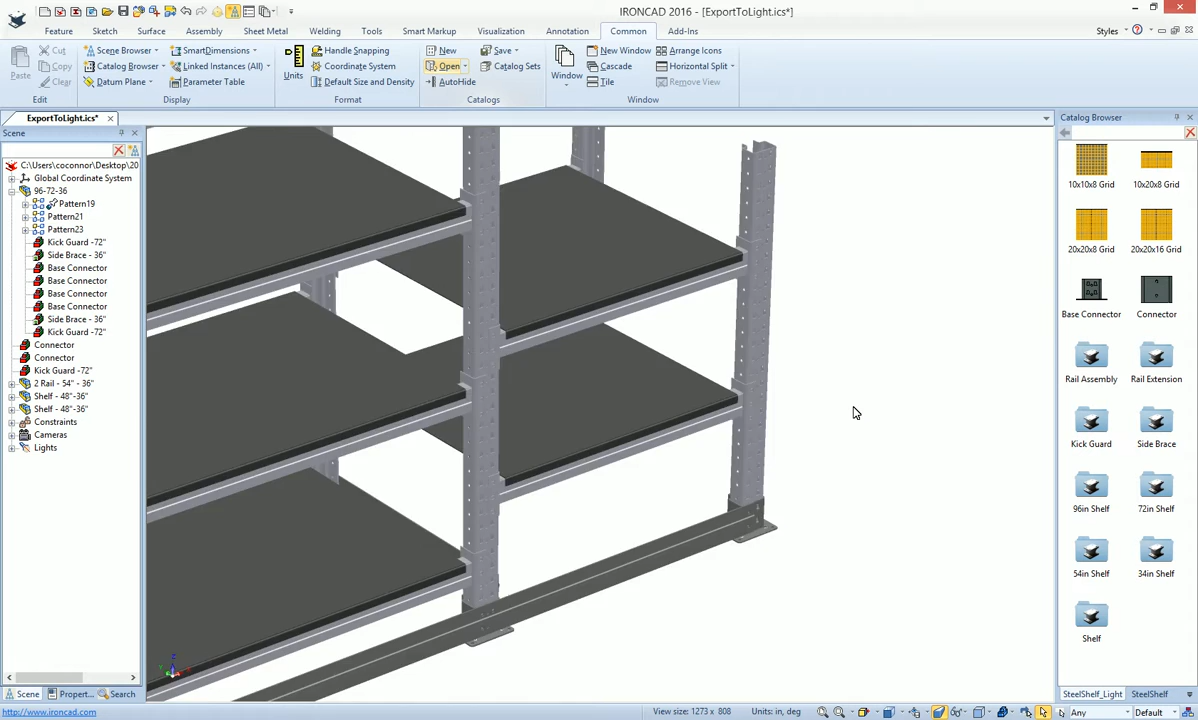 IRONCAD 2016 - [ExportToLight.ics*]
Feature Sketch Surface Assembly Sheet Metal Welding Tools Smart Markup Visualization Annotation Common Add-Ins Styles
Cut Scene Browser SmartDimensions Handle Snapping New Save New Window Arrange Icons
Paste Copy Catalog Browser Linked Instances (All) Units Coordinate System Open Catalog Sets Window Cascade Horizontal Split
Clear Datum Plane Parameter Table Default Size and Density AutoHide Tile Remove View
Edit Display Format Catalogs Window
ExportToLight.ics*
Scene
C:\Users\coconnor\Desktop\20
Global Coordinate System
96-72-36
Pattern19
Pattern21
Pattern23
Kick Guard -72"
Side Brace - 36"
Base Connector
Base Connector
Base Connector
Base Connector
Side Brace - 36"
Kick Guard -72"
Connector
Connector
Kick Guard -72"
2 Rail - 54" - 36"
Shelf - 48"-36"
Shelf - 48"-36"
Constraints
Cameras
Lights
Scene Propert... Search
Catalog Browser
10x10x8 Grid 10x20x8 Grid
20x20x8 Grid 20x20x16 Grid
Base Connector Connector
Rail Assembly Rail Extension
Kick Guard Side Brace
96in Shelf 72in Shelf
54in Shelf 34in Shelf
Shelf
SteelShelf_Light SteelShelf
http://www.ironcad.com View size: 1273 x 808 Units: in, deg Any Default